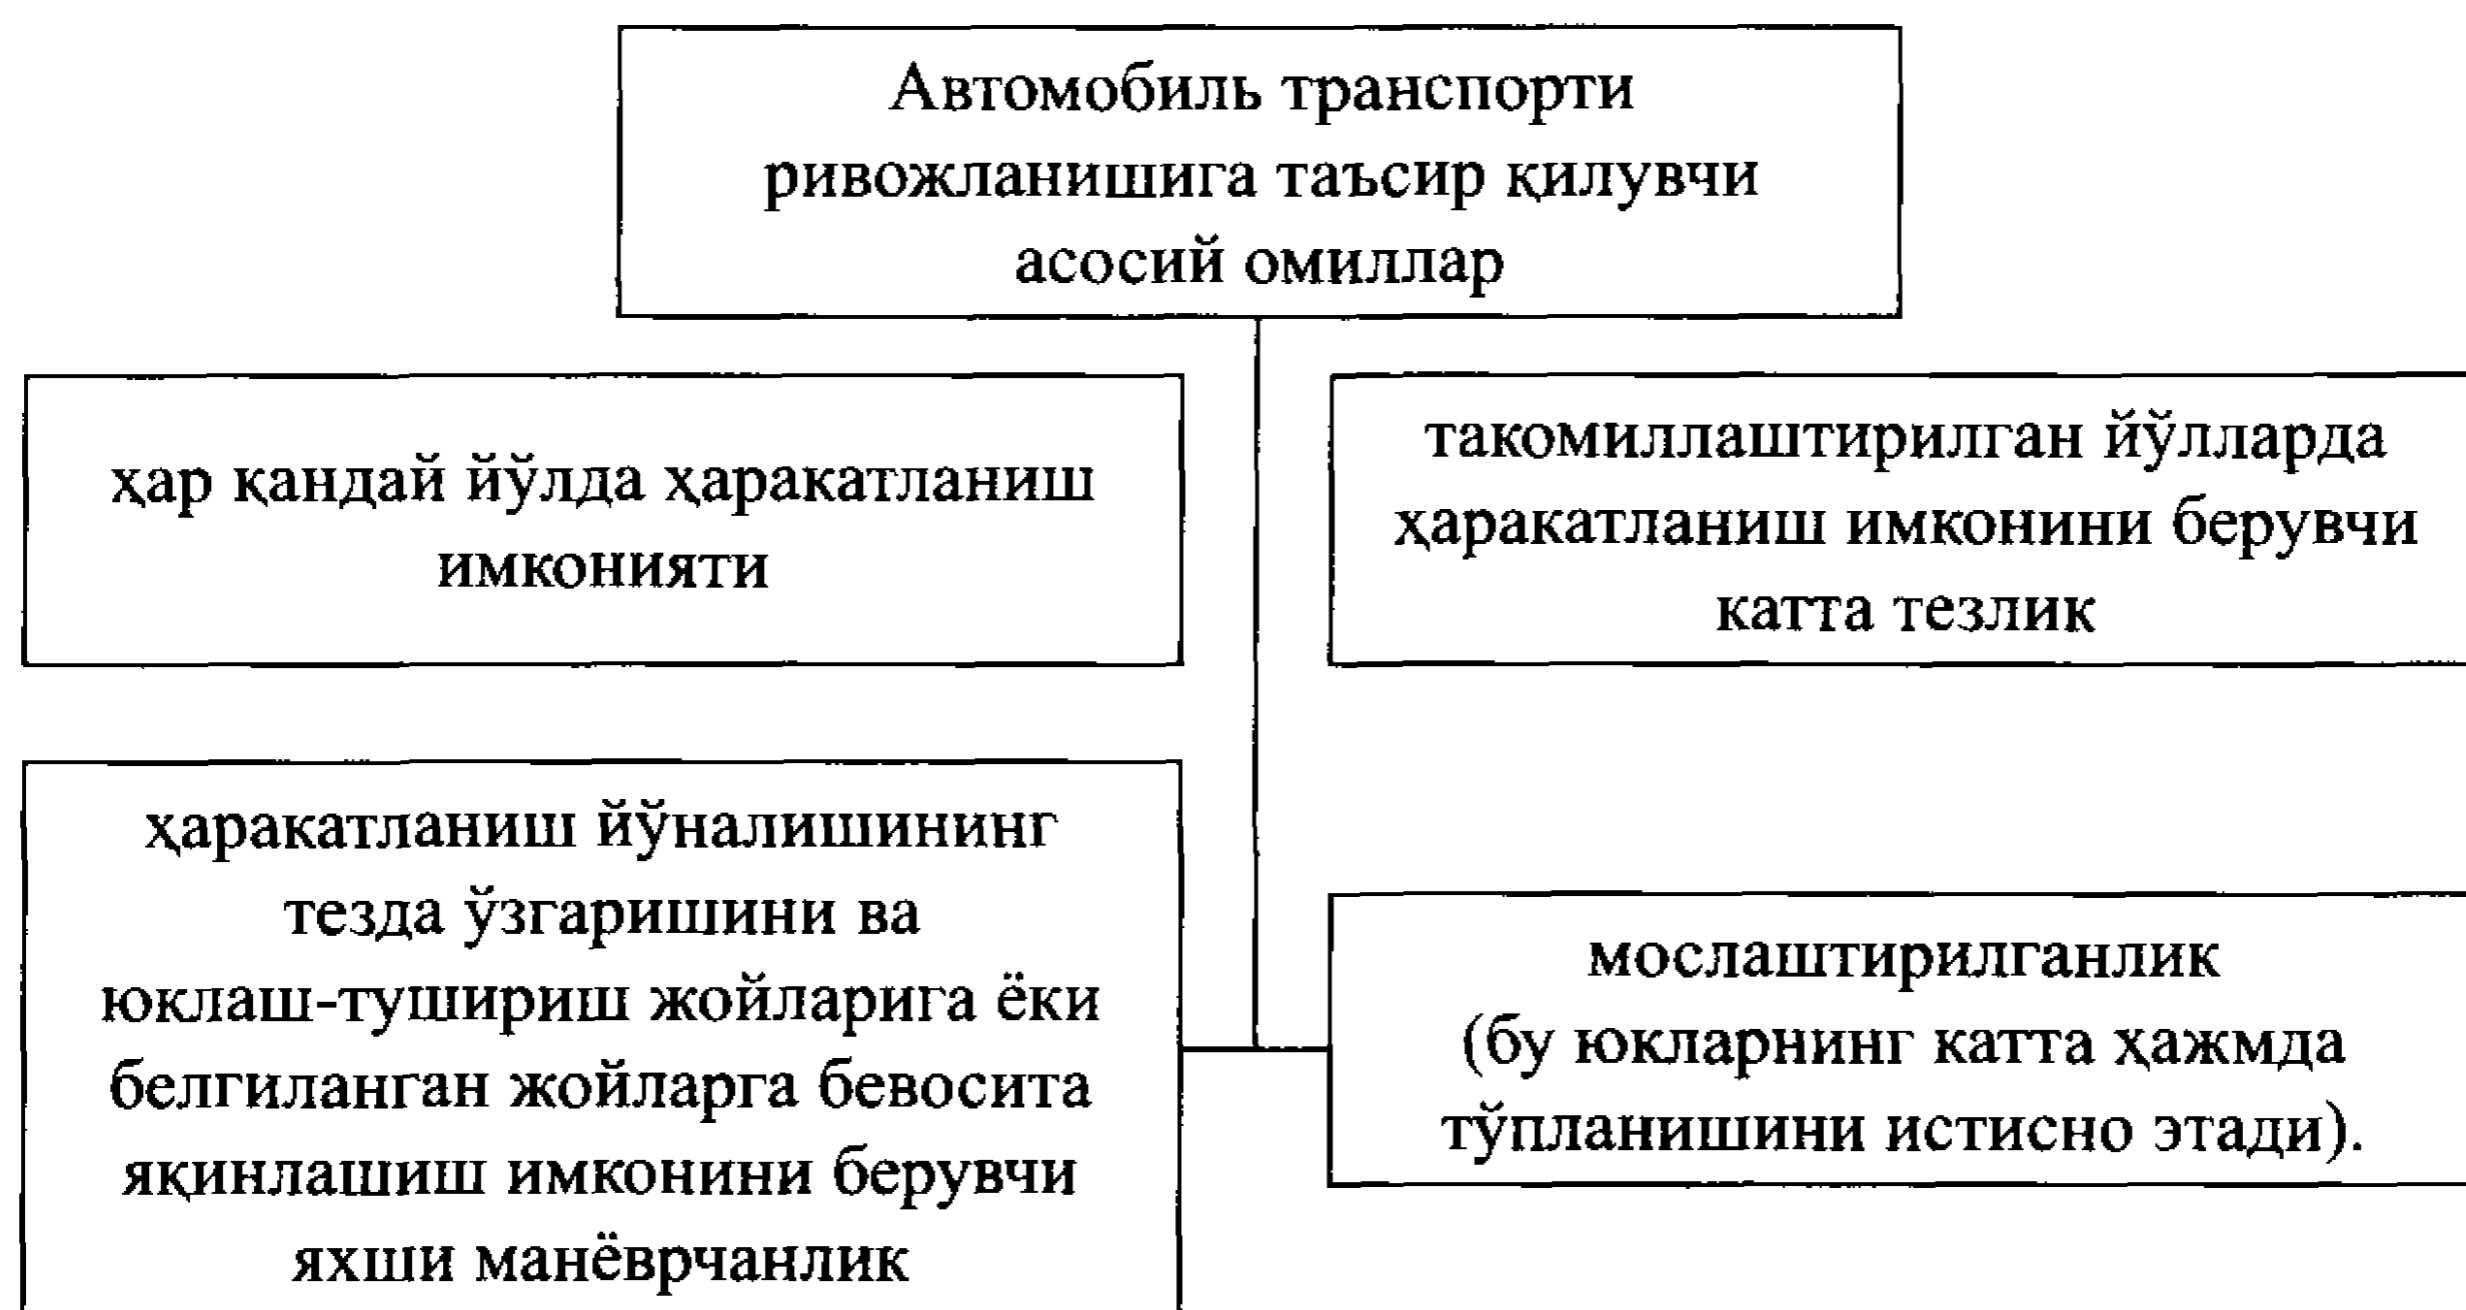 Автомобиль транспорти
ривожланишига таъсир қилувчи
асосий омиллар
ҳар қандай йўлда ҳаракатланиш
имконияти
такомиллаштирилган йўлларда
ҳаракатланиш имконини берувчи
катта тезлик
ҳаракатланиш йўналишининг
тезда ўзгаришини ва
юклаш-тушириш жойларига ёки
белгиланган жойларга бевосита
яқинлашиш имконини берувчи
яхши манёврчанлик
мослаштирилганлик
(бу юкларнинг катта ҳажмда
тўпланишини истисно этади).